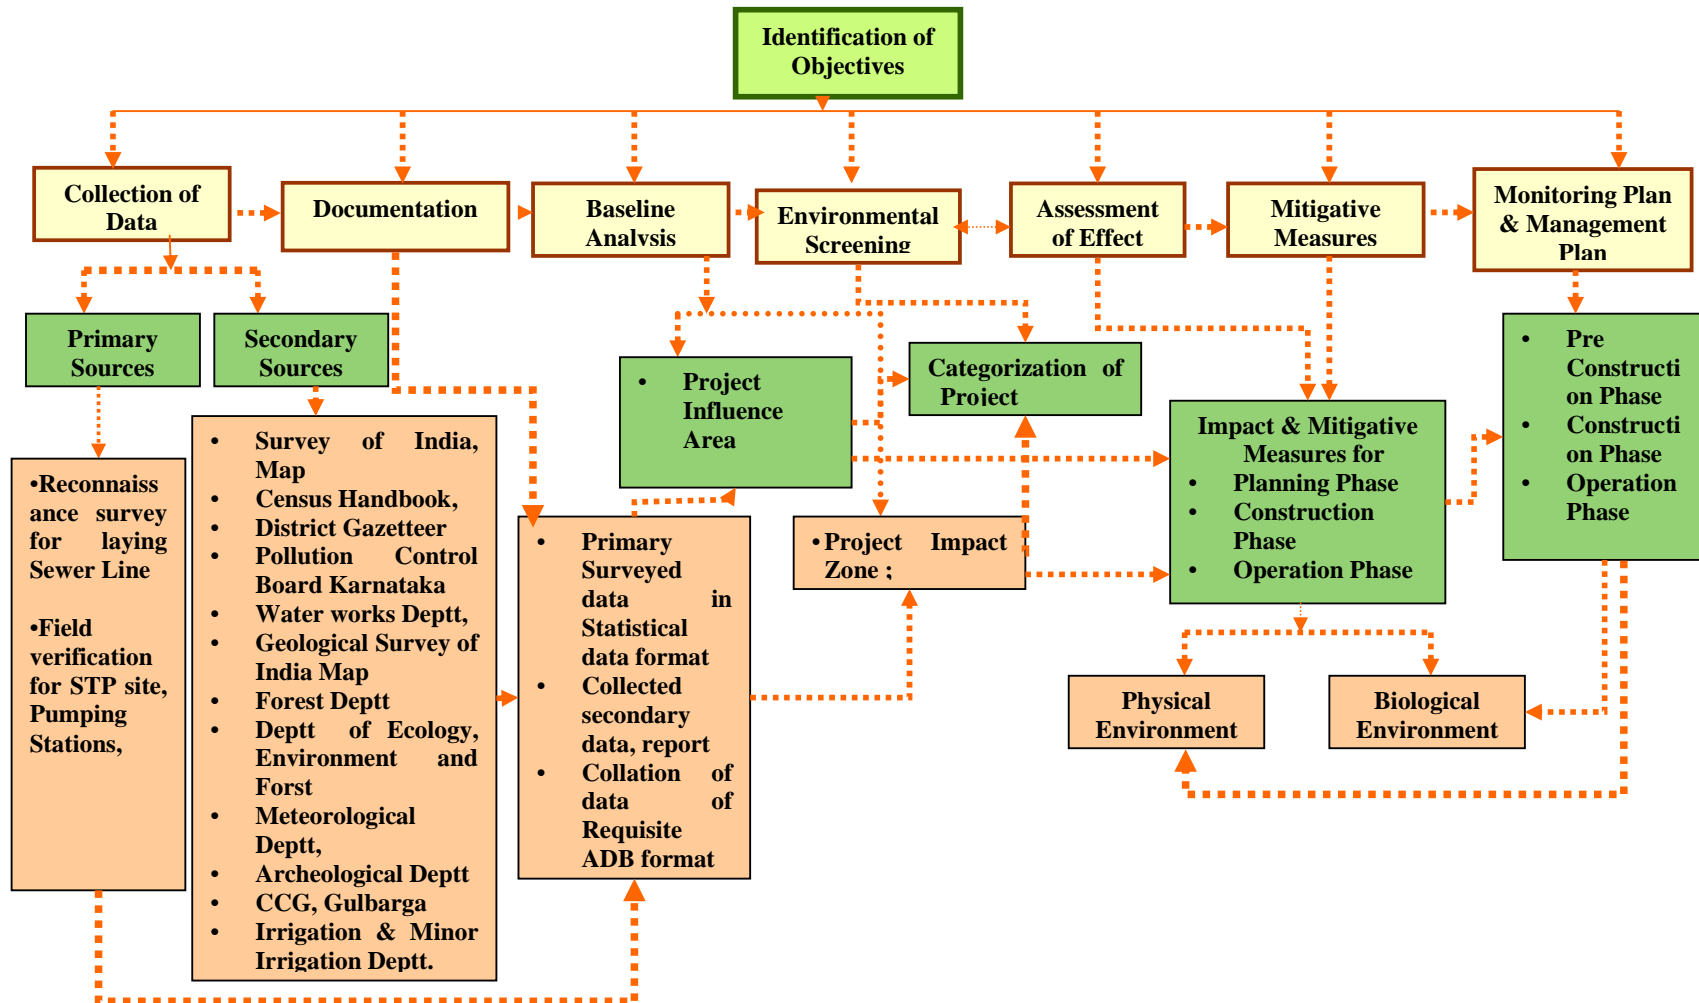 Identification of
Objectives
Collection of
Data
Documentation
Baseline
Analysis
Environmental
Screening
Assessment
of Effect
Mitigative
Measures
Monitoring Plan
& Management
Plan
Primary
Sources
Secondary
Sources
• Project
Influence
Area
Categorization of
Project
• Pre
Constructi
on Phase
• Constructi
on Phase
• Operation
Phase
Impact & Mitigative
Measures for
• Planning Phase
• Construction
Phase
• Operation Phase
•Reconnaiss
ance survey
for laying
Sewer Line
•Field
verification
for STP site,
Pumping
Stations,
• Survey of India,
Map
• Census Handbook,
• District Gazetteer
• Pollution Control
Board Karnataka
• Water works Deptt,
• Geological Survey of
India Map
• Forest Deptt
• Deptt of Ecology,
Environment and
Forst
• Meteorological
Deptt,
• Archeological Deptt
• CCG, Gulbarga
• Irrigation & Minor
Irrigation Deptt.
• Primary
Surveyed
data in
Statistical
data format
• Collected
secondary
data, report
• Collation of
data of
Requisite
ADB format
• Project Impact
Zone ;
Physical
Environment
Biological
Environment